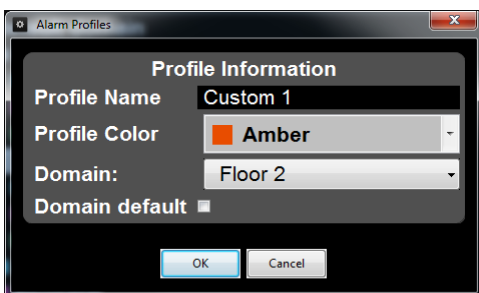 Alarm Profiles
Profile Information
Profile Name Custom 1
Profile Color Amber
Domain: Floor 2
Domain default
OK Cancel